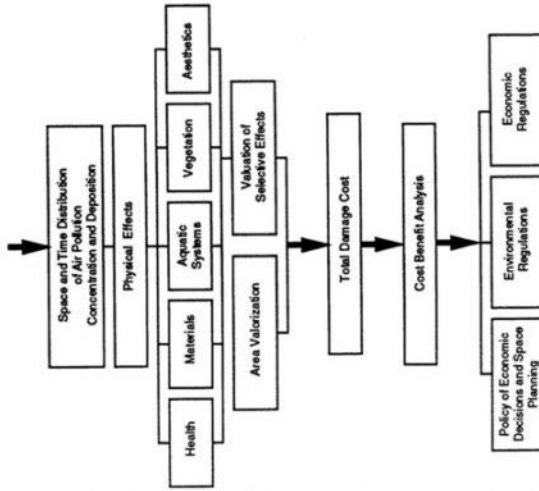 Space and Time Distribution
of Air Pollution
Concentration and Deposition
Physical Effects
Health
Materials
Aquatic
Systems
Vegetation
Aesthetics
Area Valorization
Valuation of
Selective Effects
Total Damage Cost
Cost Benefit Analysis
Policy of Economic
Decisions and Space
Planning
Environmental
Regulations
Economic
Regulations